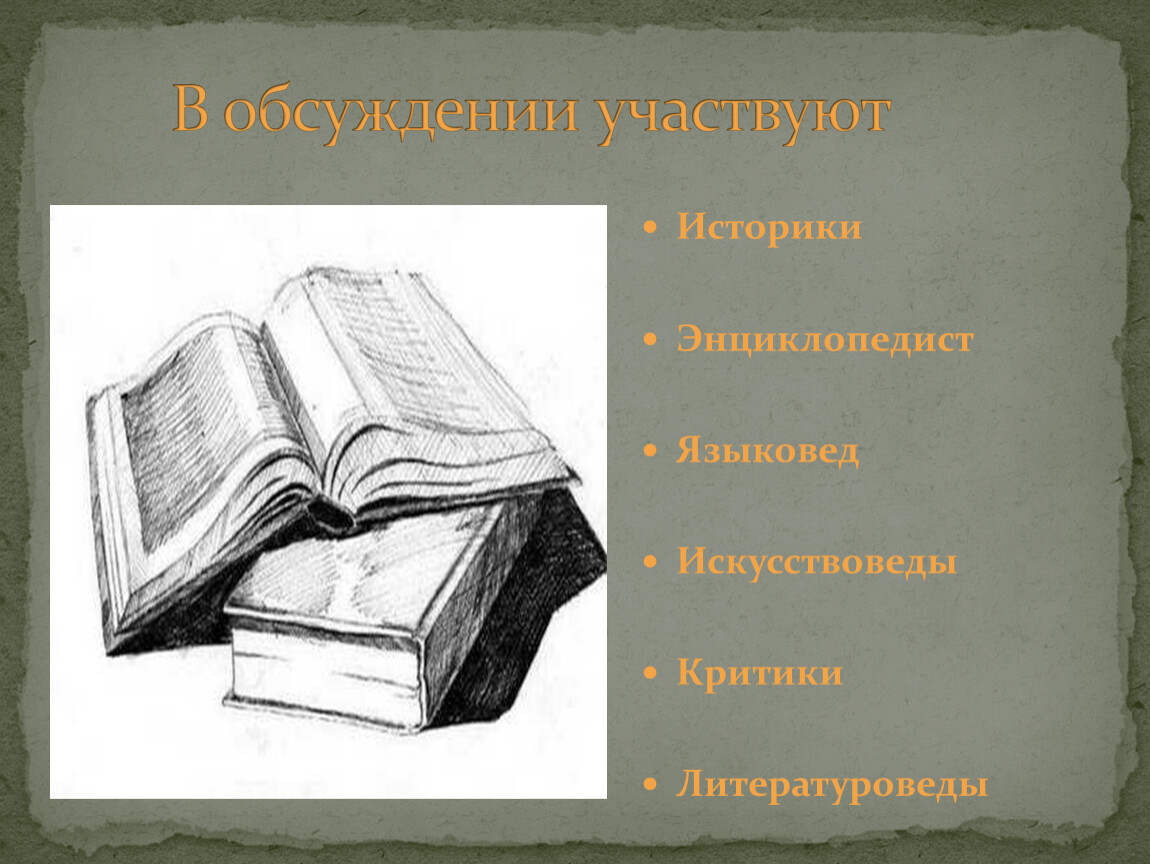 В обсуждении участвуют
• Историки
• Энциклопедист
• Языковед
• Искусствоведы
• Критики
• Литературоведы